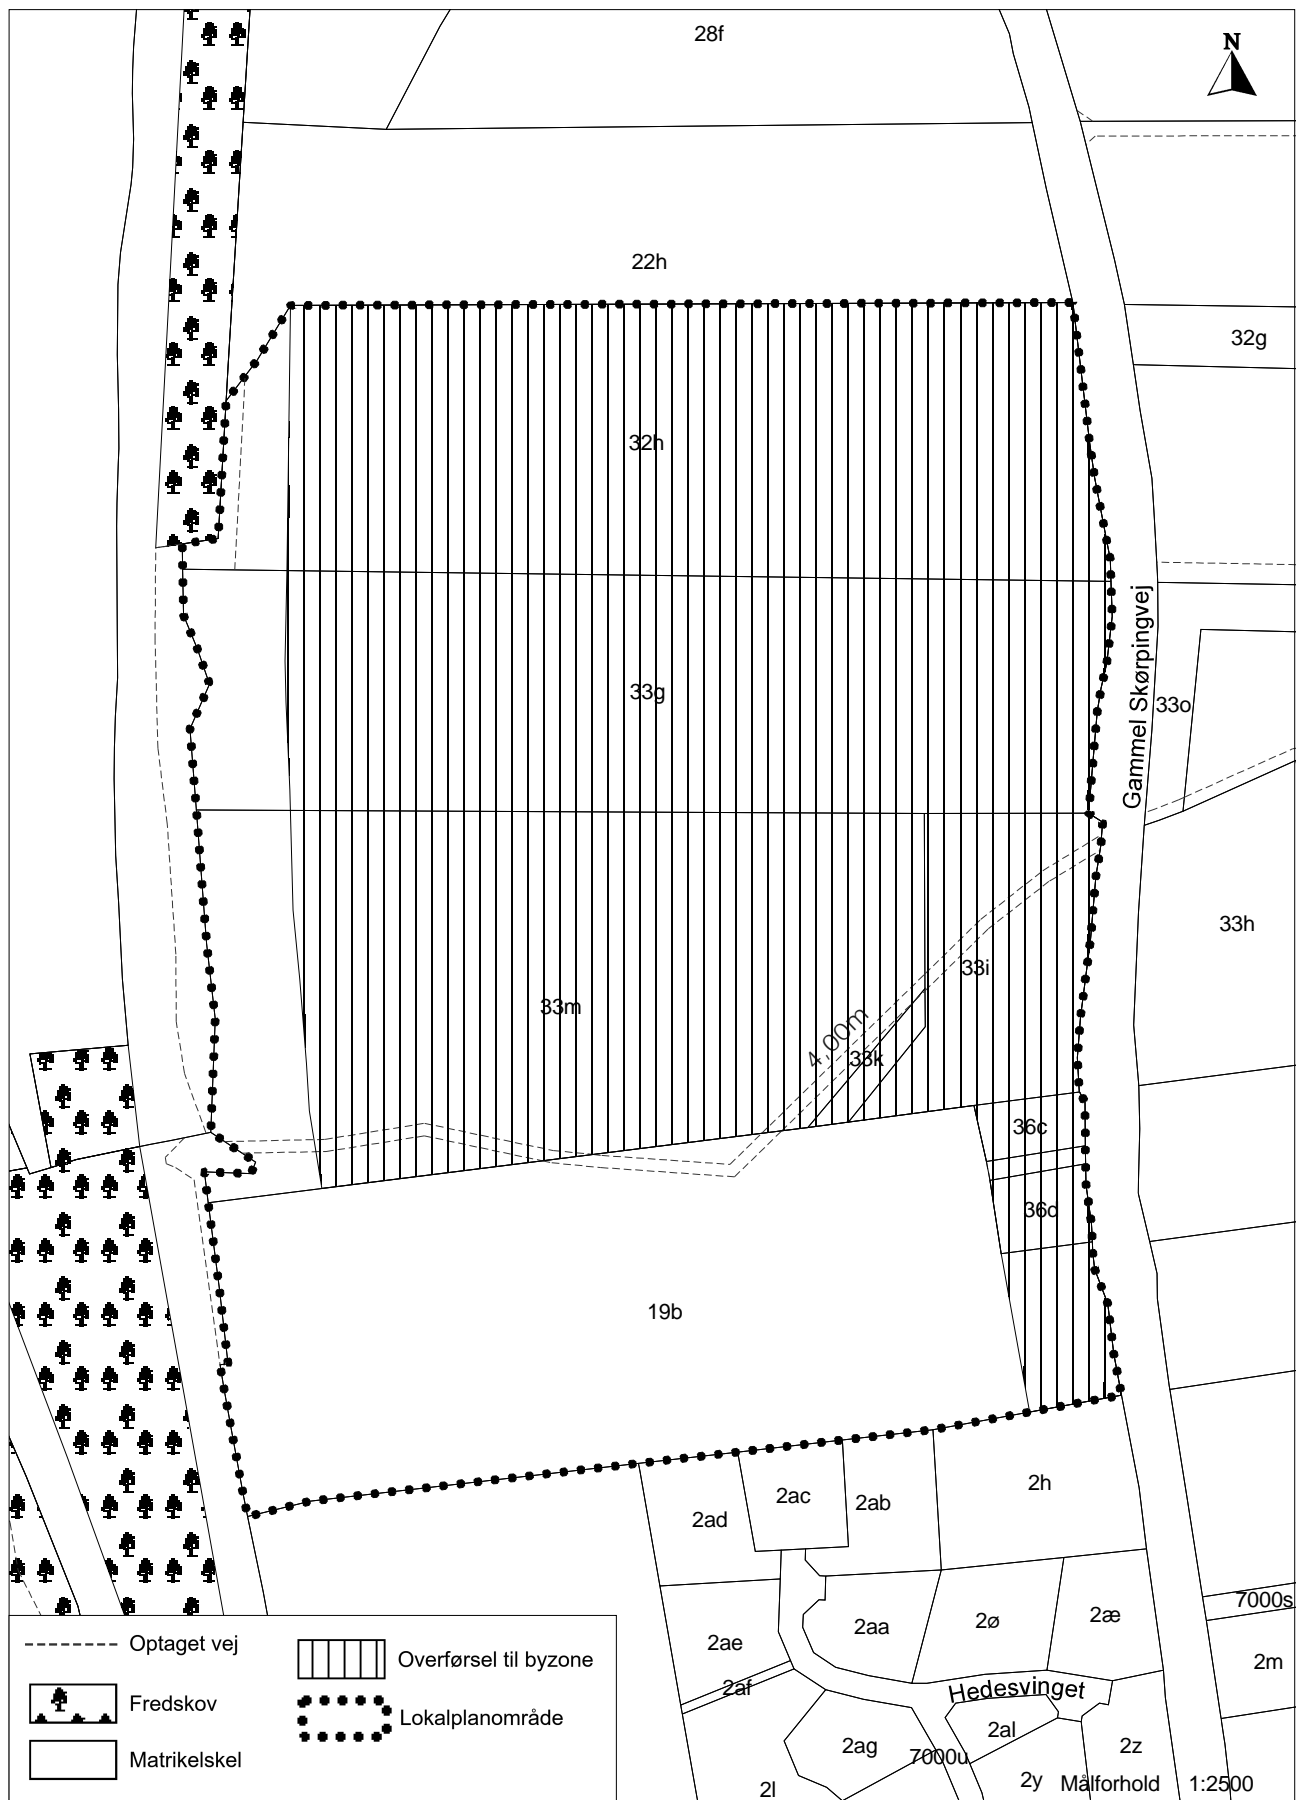 28f
N
22h
32g
32h
Gammel Skørpingvej
33g
33o
33h
33i
33m
4,00m
33k
36c
36d
19b
2h
2ac
2ab
2ad
7000s
2æ
2ø
2aa
2ae
2m
2af
Hedesvinget
2al
2ag
7000u
2z
2y
2l
Målforhold 1:2500
Optaget vej
Overførsel til byzone
Fredskov
Lokalplanområde
Matrikelskel